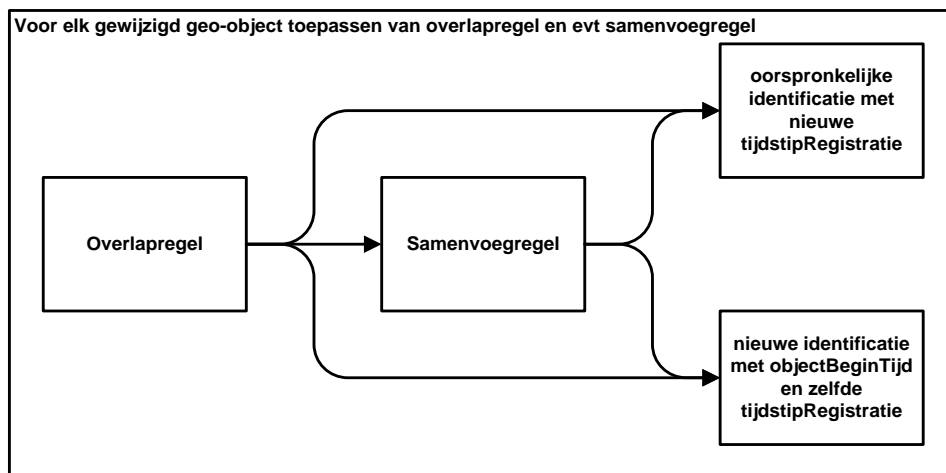 Voor elk gewijzigd geo-object toepassen van overlapregel en evt samenvoegregel
oorspronkelijke
identificatie met
nieuwe
tijdstipRegistratie
Overlapregel
Samenvoegregel
nieuwe identificatie
met objectBeginTijd
en zelfde
tijdstipRegistratie